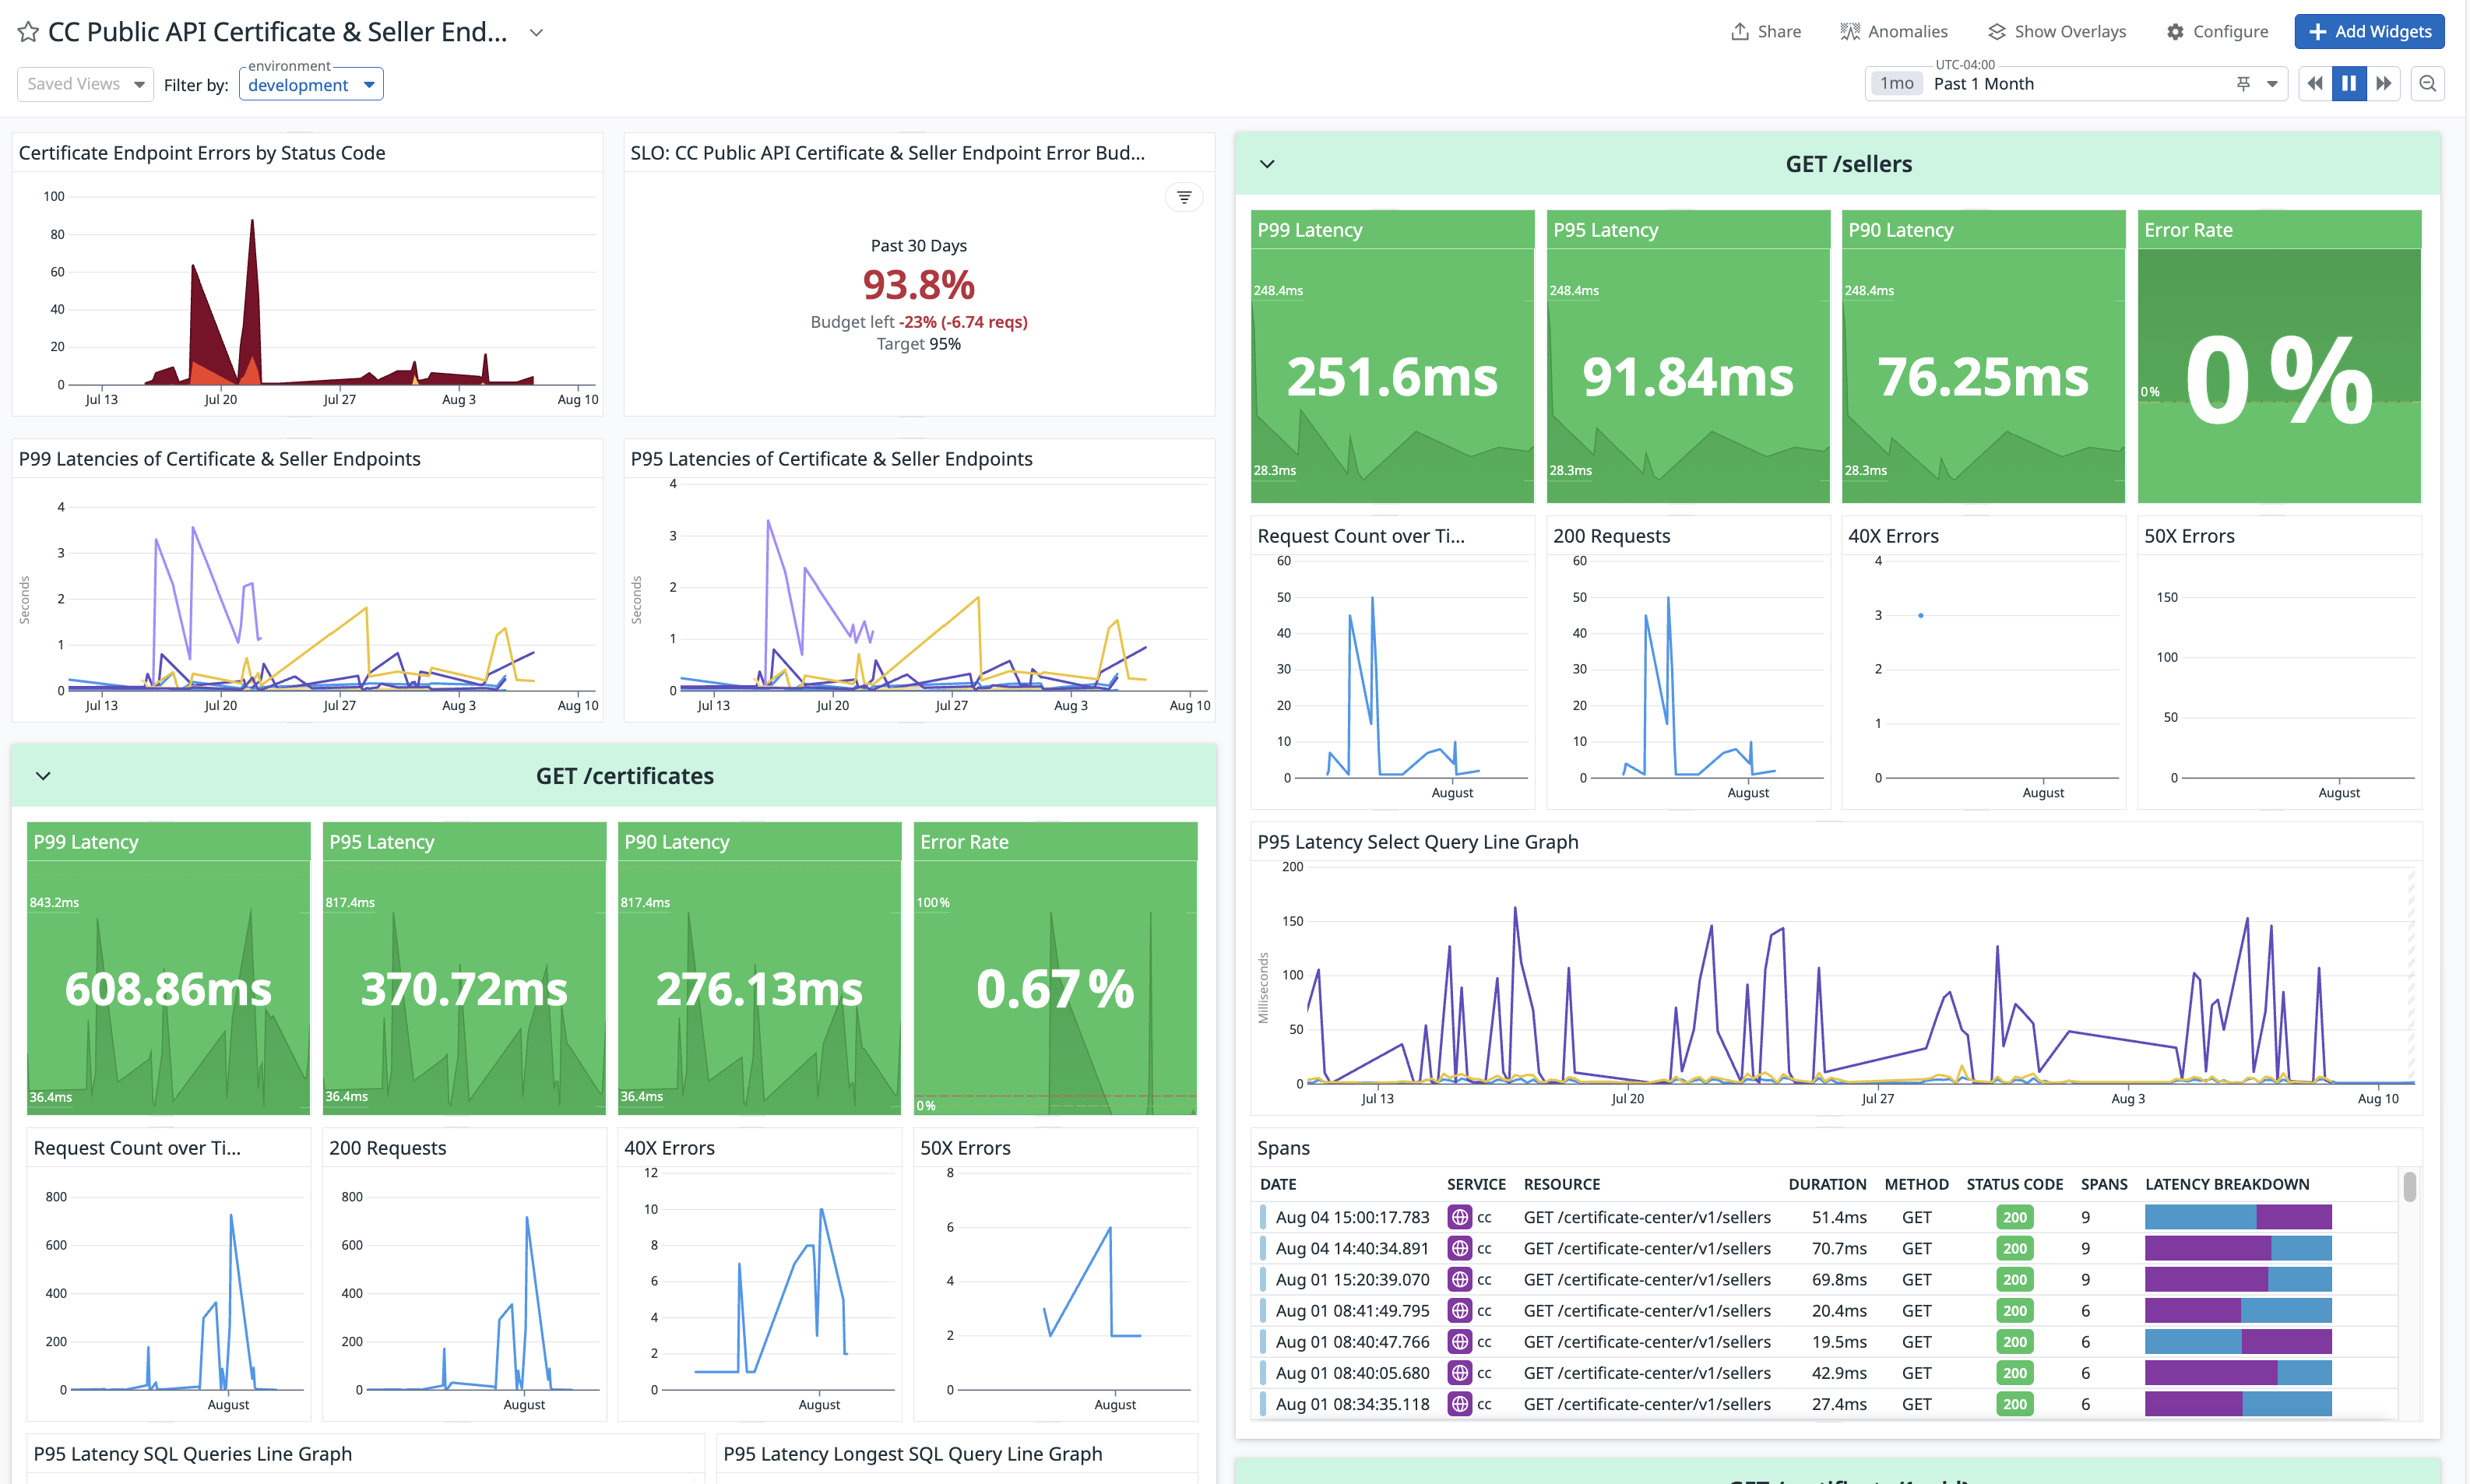 CC Public API Certificate & Seller End...
Share
Anomalies
Show Overlays
Configure
Add Widgets
Saved Views
Filter by:
environment
development
UTC-04:00
1mo Past 1 Month
Certificate Endpoint Errors by Status Code
100
80
60
40
20
0
Jul 13 Jul 20 Jul 27 Aug 3 Aug 10
SLO: CC Public API Certificate & Seller Endpoint Error Bud...
Past 30 Days
93.8%
Budget left -23% (-6.74 reqs)
Target 95%
P99 Latencies of Certificate & Seller Endpoints
Seconds
4
3
2
1
0
Jul 13 Jul 20 Jul 27 Aug 3 Aug 10
P95 Latencies of Certificate & Seller Endpoints
Seconds
4
3
2
1
0
Jul 13 Jul 20 Jul 27 Aug 3 Aug 10
GET /certificates
P99 Latency
843.2ms
608.86ms
36.4ms
P95 Latency
817.4ms
370.72ms
36.4ms
P90 Latency
817.4ms
276.13ms
36.4ms
Error Rate
100%
0.67%
0%
Request Count over Ti...
800
600
400
200
0
August
200 Requests
800
600
400
200
0
August
40X Errors
12
10
8
6
4
2
0
August
50X Errors
8
6
4
2
0
August
P95 Latency SQL Queries Line Graph
P95 Latency Longest SQL Query Line Graph
GET /sellers
P99 Latency
248.4ms
251.6ms
28.3ms
P95 Latency
248.4ms
91.84ms
28.3ms
P90 Latency
248.4ms
76.25ms
28.3ms
Error Rate
0%
0%
Request Count over Ti...
60
50
40
30
20
10
0
August
200 Requests
60
50
40
30
20
10
0
August
40X Errors
4
3
2
1
0
August
50X Errors
150
100
50
0
August
P95 Latency Select Query Line Graph
Milliseconds
200
150
100
50
0
Jul 13 Jul 20 Jul 27 Aug 3 Aug 10
Spans
DATE SERVICE RESOURCE DURATION METHOD STATUS CODE SPANS LATENCY BREAKDOWN
Aug 04 15:00:17.783 cc GET /certificate-center/v1/sellers 51.4ms GET 200 9
Aug 04 14:40:34.891 cc GET /certificate-center/v1/sellers 70.7ms GET 200 9
Aug 01 15:20:39.070 cc GET /certificate-center/v1/sellers 69.8ms GET 200 9
Aug 01 08:41:49.795 cc GET /certificate-center/v1/sellers 20.4ms GET 200 6
Aug 01 08:40:47.766 cc GET /certificate-center/v1/sellers 19.5ms GET 200 6
Aug 01 08:40:05.680 cc GET /certificate-center/v1/sellers 42.9ms GET 200 6
Aug 01 08:34:35.118 cc GET /certificate-center/v1/sellers 27.4ms GET 200 6